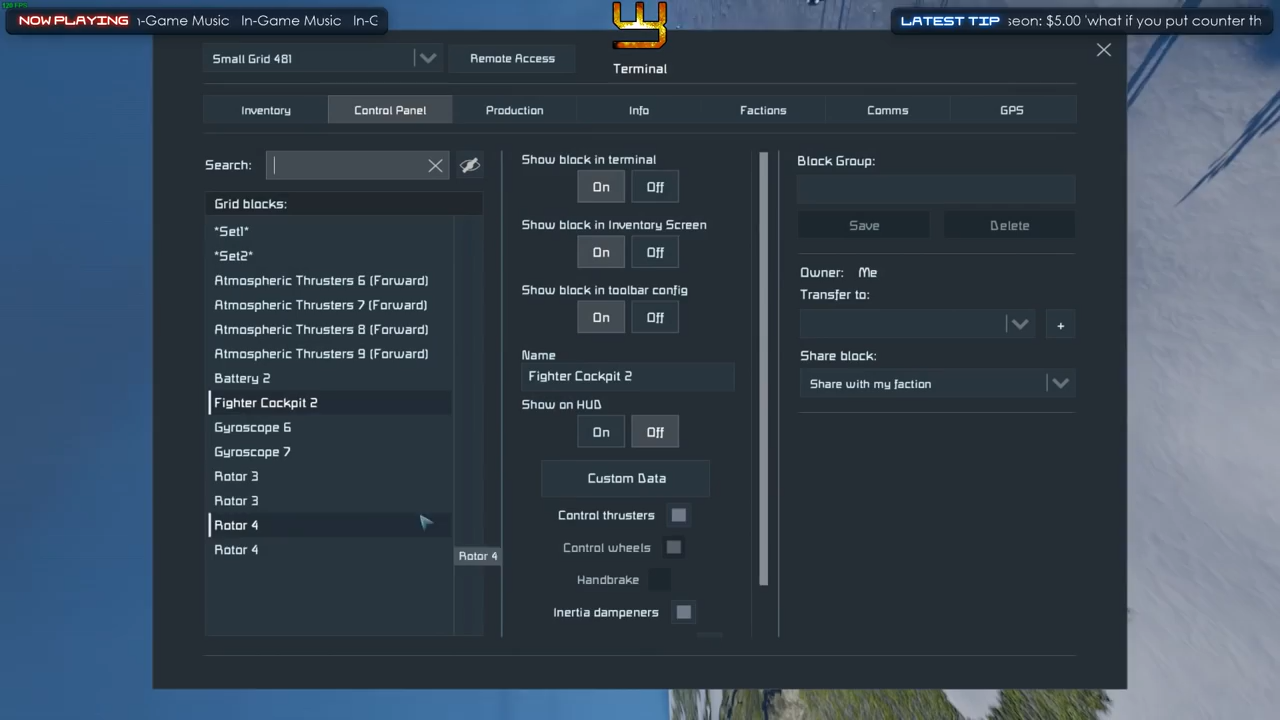 128 FPS
NOW PLAYING n-Game Music In-Game Music In-G
LATEST TIP seon: $5.00 'what if you put counter th
Small Grid 481
Remote Access
Terminal
Inventory
Control Panel
Production
Info
Factions
Comms
GPS
Search:
Grid blocks:
*Set1*
*Set2*
Atmospheric Thrusters 6 (Forward)
Atmospheric Thrusters 7 (Forward)
Atmospheric Thrusters 8 (Forward)
Atmospheric Thrusters 9 (Forward)
Battery 2
Fighter Cockpit 2
Gyroscope 6
Gyroscope 7
Rotor 3
Rotor 3
Rotor 4
Rotor 4
Rotor 4
Show block in terminal
On Off
Show block in Inventory Screen
On Off
Show block in toolbar config
On Off
Name
Fighter Cockpit 2
Show on HUD
On Off
Custom Data
Control thrusters
Control wheels
Handbrake
Inertia dampeners
Block Group:
Save Delete
Owner: Me
Transfer to:
+
Share block:
Share with my faction